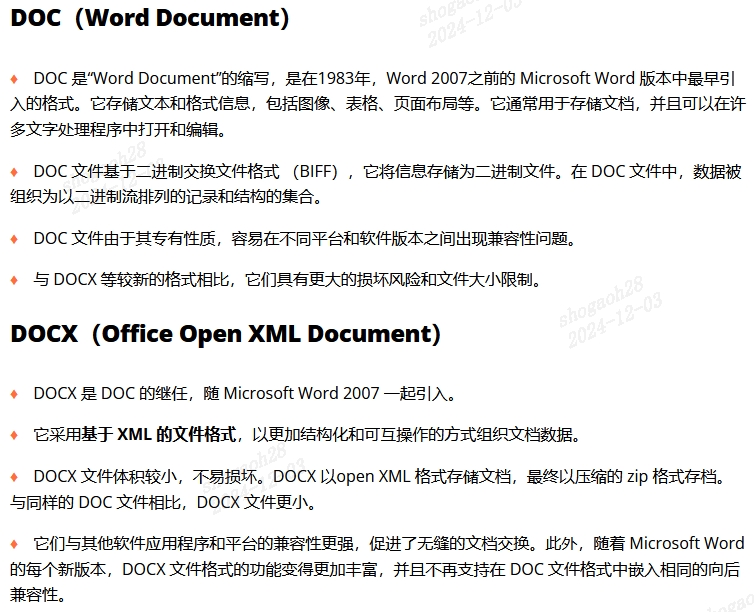 DOC（Word Document）
♦ DOC 是“Word Document”的缩写，是在1983年，Word 2007之前的 Microsoft Word 版本中最早引
入的格式。它存储文本和格式信息，包括图像、表格、页面布局等。它通常用于存储文档，并且可以在许
多文字处理程序中打开和编辑。
♦ DOC 文件基于二进制交换文件格式 （BIFF），它将信息存储为二进制文件。在 DOC 文件中，数据被
组织为以二进制流排列的记录和结构的集合。
♦ DOC 文件由于其专有性质，容易在不同平台和软件版本之间出现兼容性问题。
♦ 与 DOCX 等较新的格式相比，它们具有更大的损坏风险和文件大小限制。
DOCX（Office Open XML Document）
♦ DOCX 是 DOC 的继任，随 Microsoft Word 2007 一起引入。
♦ 它采用基于 XML 的文件格式，以更加结构化和可互操作的方式组织文档数据。
♦ DOCX 文件体积较小，不易损坏。DOCX 以open XML 格式存储文档，最终以压缩的 zip 格式存档。
与同样的 DOC 文件相比，DOCX 文件更小。
♦ 它们与其他软件应用程序和平台的兼容性更强，促进了无缝的文档交换。此外，随着 Microsoft Word
的每个新版本，DOCX 文件格式的功能变得更加丰富，并且不再支持在 DOC 文件格式中嵌入相同的向后
兼容性。
shogaoh28
2024-12-03